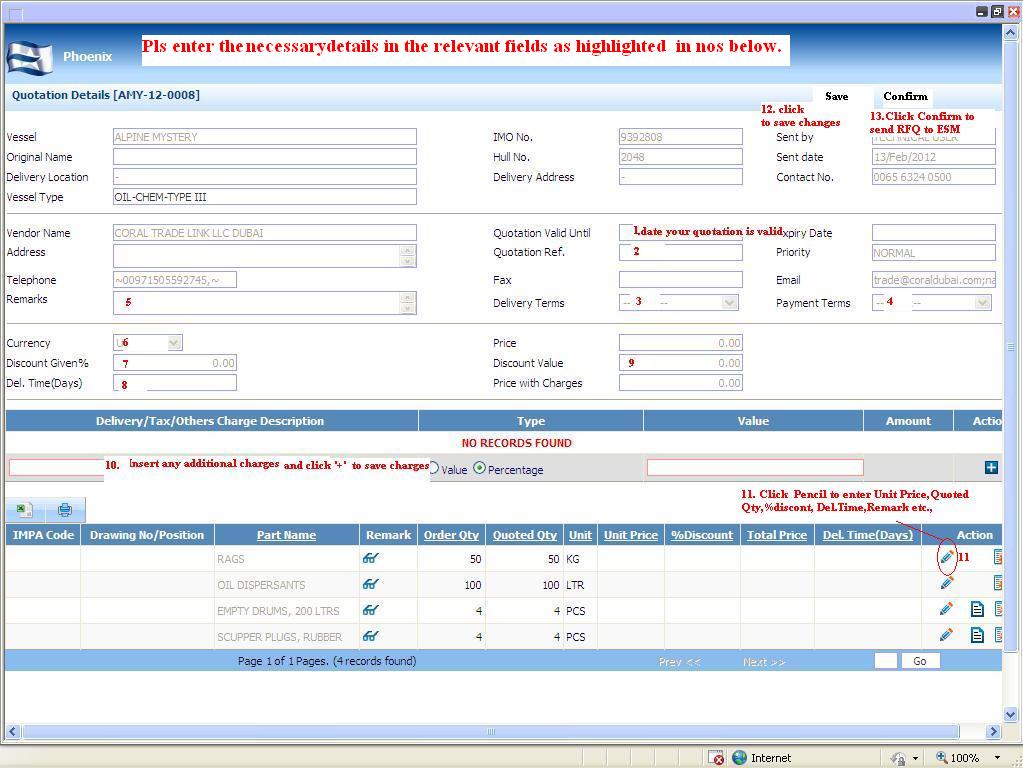 Pls enter the necessarydetails in the relevant fields as highlighted in nos below.
Phoenix
Quotation Details [AMY-12-0008]
Save Confirm
12. click to save changes
13.Click Confirm to send RFQ to ESM
Vessel ALPINE MYSTERY IMO No. 9392808 Sent by TECHNICAL USER
Original Name Hull No. 2048 Sent date 13/Feb/2012
Delivery Location - Delivery Address - Contact No. 0065 6324 0500
Vessel Type OIL-CHEM-TYPE III
Vendor Name CORAL TRADE LINK LLC DUBAI Quotation Valid Until 1.date your quotation is valid xpiry Date
Address Quotation Ref. 2 Priority NORMAL
Telephone ~00971505592745,~ Fax Email trade@coraldubai.com;na
Remarks 5 Delivery Terms -- 3 -- Payment Terms -- 4 --
Currency U 6 Price 0.00
Discount Given% 7 0.00 Discount Value 9 0.00
Del. Time(Days) 8 Price with Charges 0.00
Delivery/Tax/Others Charge Description Type Value Amount Actio
NO RECORDS FOUND
10. Insert any additional charges and click '+' to save charges Value Percentage
11. Click Pencil to enter Unit Price,Quoted
Qty,%discont, Del.Time,Remark etc.,
IMPA Code Drawing No/Position Part Name Remark Order Qty Quoted Qty Unit Unit Price %Discount Total Price Del. Time(Days) Action
RAGS 50 50 KG 11
OIL DISPERSANTS 100 100 LTR
EMPTY DRUMS, 200 LTRS 4 4 PCS
SCUPPER PLUGS, RUBBER 4 4 PCS
Page 1 of 1 Pages. (4 records found) Prev << Next >> Go
Internet 100%